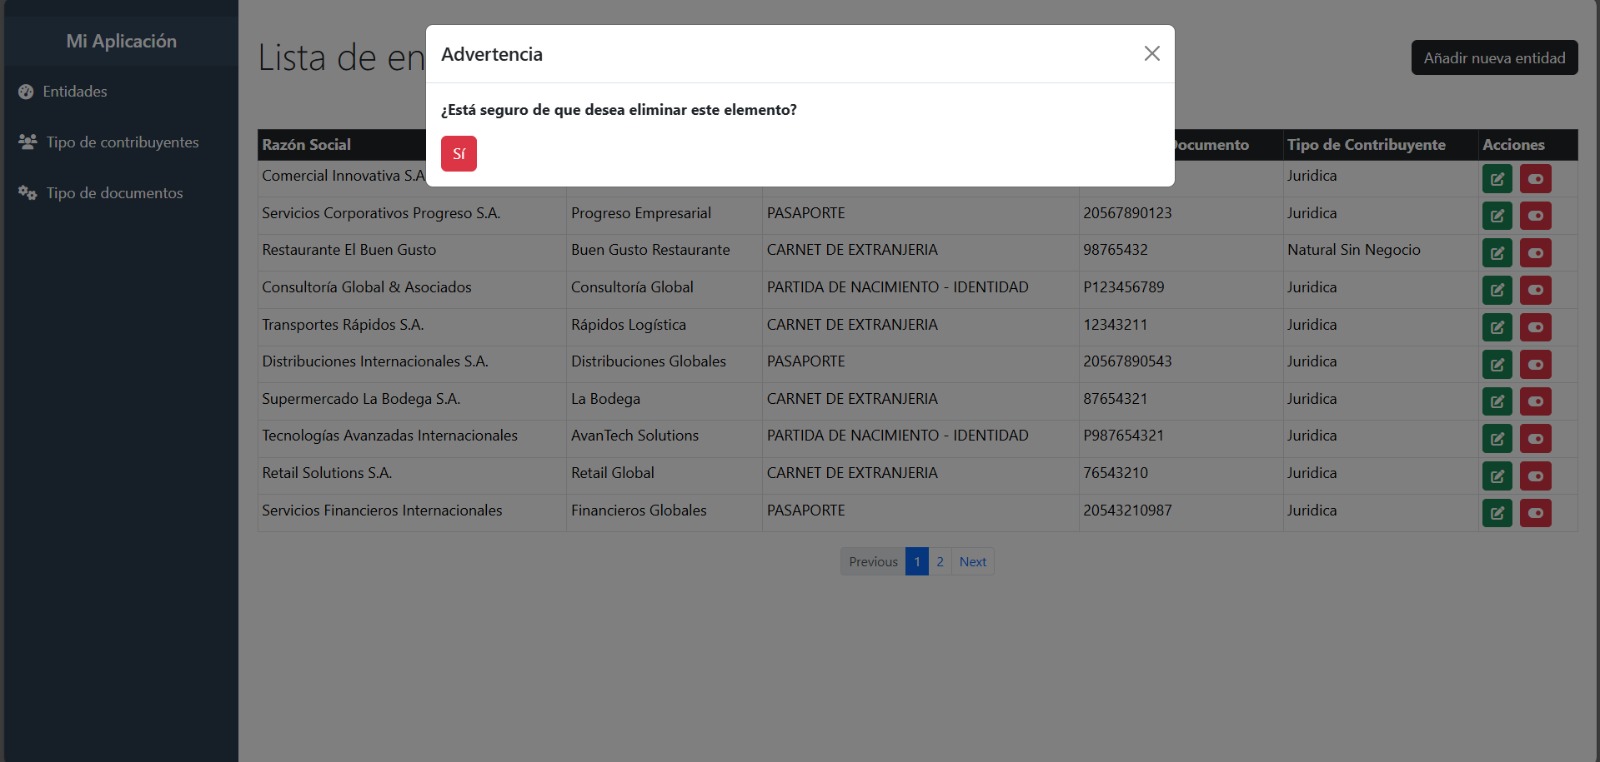 Mi Aplicación
Entidades
Tipo de contribuyentes
Tipo de documentos
Lista de en
Añadir nueva entidad
Advertencia
¿Está seguro de que desea eliminar este elemento?
Sí
Razón Social Documento Tipo de Contribuyente Acciones
Comercial Innovativa S.A Juridica
Servicios Corporativos Progreso S.A. Progreso Empresarial PASAPORTE 20567890123 Juridica
Restaurante El Buen Gusto Buen Gusto Restaurante CARNET DE EXTRANJERIA 98765432 Natural Sin Negocio
Consultoría Global & Asociados Consultoría Global PARTIDA DE NACIMIENTO - IDENTIDAD P123456789 Juridica
Transportes Rápidos S.A. Rápidos Logística CARNET DE EXTRANJERIA 12343211 Juridica
Distribuciones Internacionales S.A. Distribuciones Globales PASAPORTE 20567890543 Juridica
Supermercado La Bodega S.A. La Bodega CARNET DE EXTRANJERIA 87654321 Juridica
Tecnologías Avanzadas Internacionales AvanTech Solutions PARTIDA DE NACIMIENTO - IDENTIDAD P987654321 Juridica
Retail Solutions S.A. Retail Global CARNET DE EXTRANJERIA 76543210 Juridica
Servicios Financieros Internacionales Financieros Globales PASAPORTE 20543210987 Juridica
Previous 1 2 Next